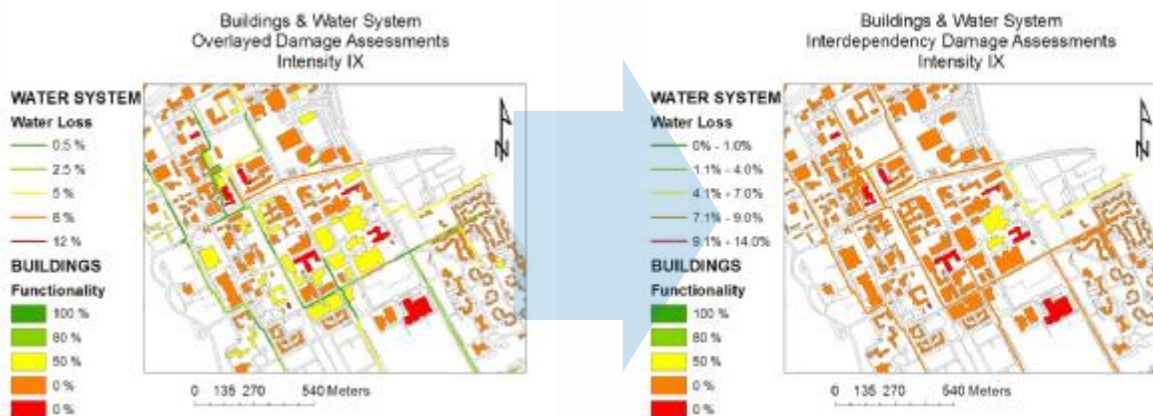 Buildings & Water System
Overlayed Damage Assessments
Intensity IX
WATER SYSTEM
Water Loss
0.5 %
2.5 %
5 %
8 %
12 %
BUILDINGS
Functionality
100 %
80 %
50 %
0 %
0 %
N
0 135 270 540 Meters
Buildings & Water System
Interdependency Damage Assessments
Intensity IX
WATER SYSTEM
Water Loss
0% - 1.0%
1.1% - 4.0%
4.1% - 7.0%
7.1% - 9.0%
9.1% - 14.0%
BUILDINGS
Functionality
100 %
80 %
50 %
0 %
0 %
N
0 135 270 540 Meters